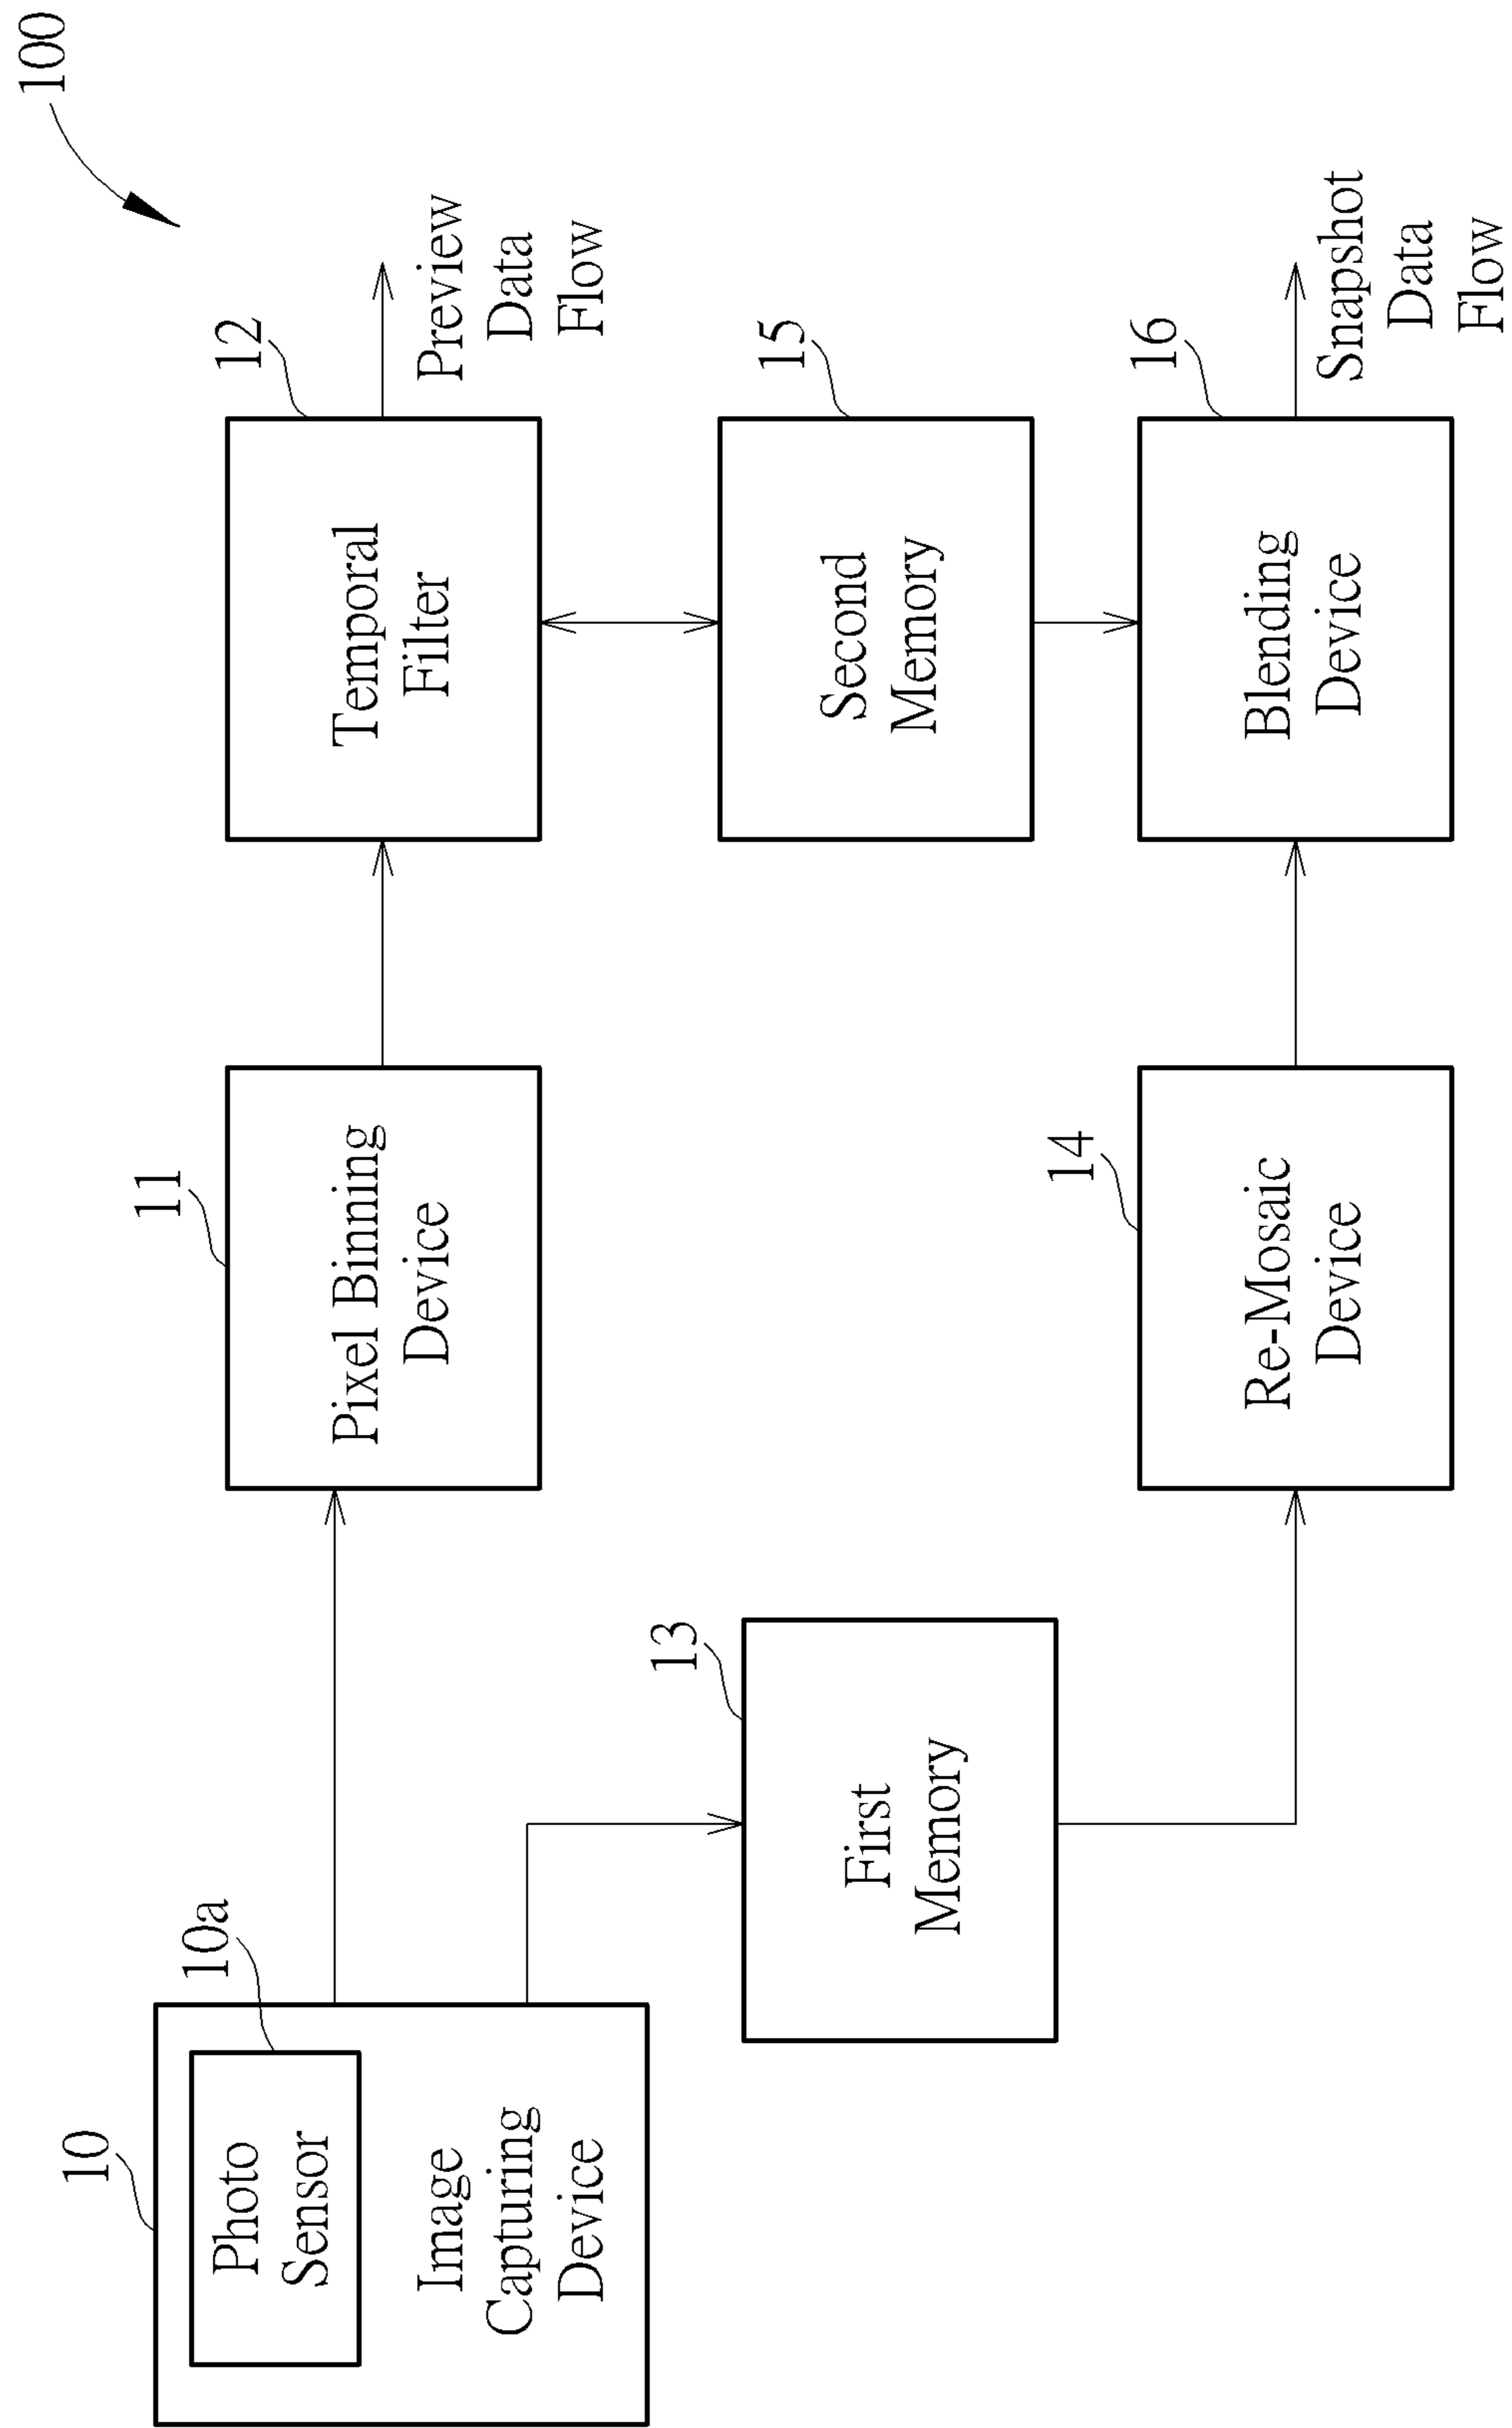 100
10
10a
Photo
Sensor
Image
Capturing
Device
11
Pixel Binning
Device
12
Temporal
Filter
Preview
Data
Flow
13
First
Memory
15
Second
Memory
14
Re-Mosaic
Device
16
Blending
Device
Snapshot
Data
Flow